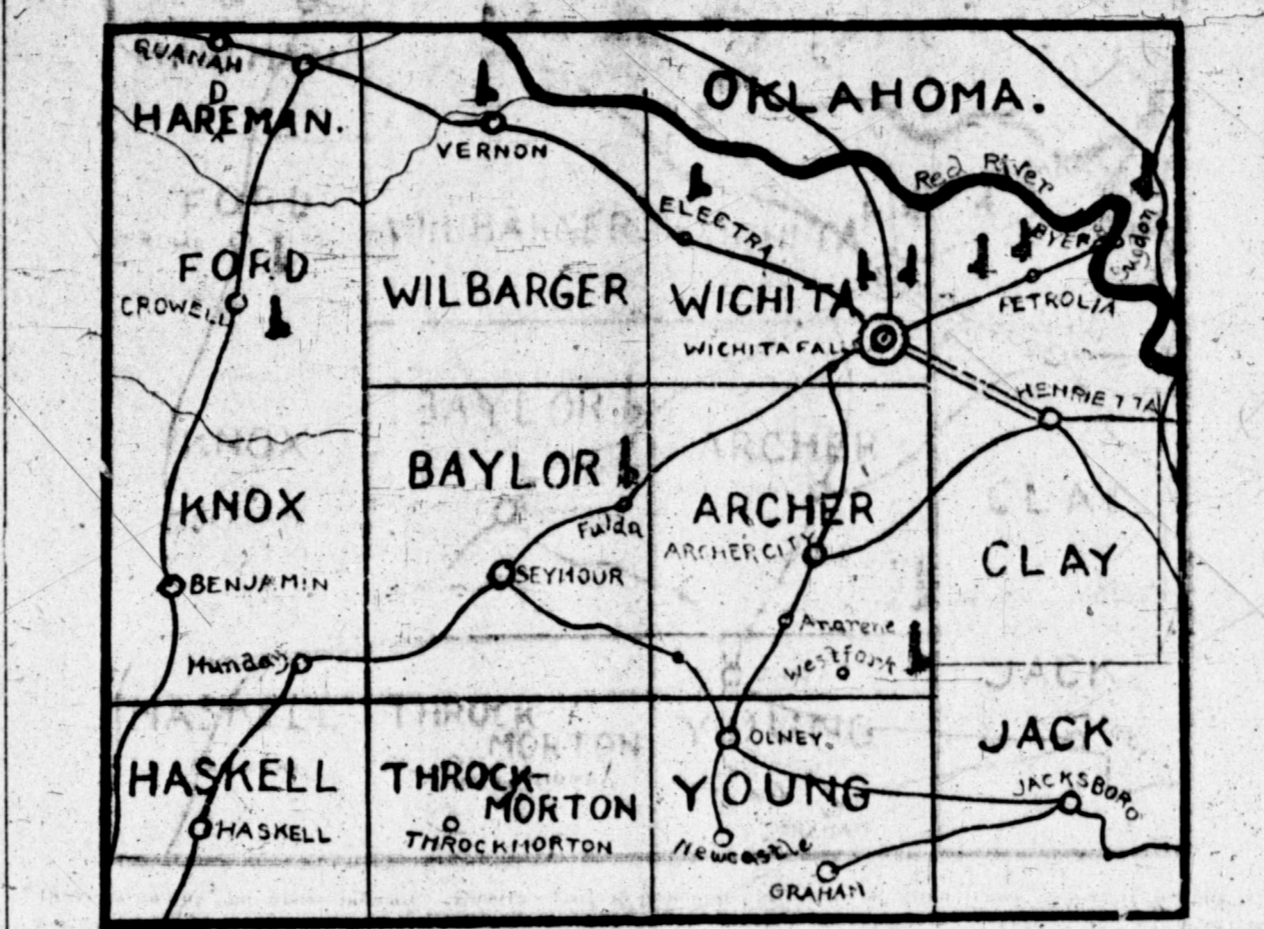 OKLAHOMA.
QUANAH
D
HAREMAN.
VERNON
Red River
ELECTRA
BYERS
Sugdon
FORD
CROWELL
WILBARGER
WICHITA
PETROLIA
WICHITA FALLS
HENRIETTA
BAYLOR
KNOX
ARCHER
Fulda
ARCHER CITY
CLAY
BENJAMIN
SEYMOUR
Anarene
Munday
Westfork
OLNEY.
JACK
HASKELL
THROCK-
MORTON
YOUNG
JACKSBORO
HASKELL
THROCKMORTON
Newcastle
GRAHAM